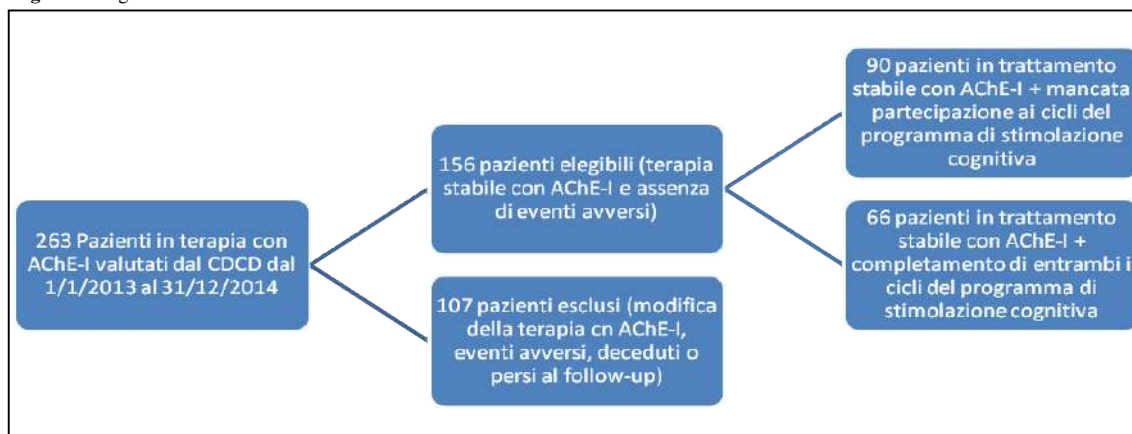 263 Pazienti in terapia con
AChE-I valutati dal CDCD dal
1/1/2013 al 31/12/2014
156 pazienti elegibili (terapia
stabile con AChE-I e assenza
di eventi avversi)
107 pazienti esclusi (modifica
della terapia cn AChE-I,
eventi avversi, deceduti o
persi al follow-up)
90 pazienti in trattamento
stabile con AChE-I + mancata
partecipazione ai cicli del
programma di stimolazione
cognitiva
66 pazienti in trattamento
stabile con AChE-I +
completamento di entrambi i
cicli del programma di
stimolazione cognitiva